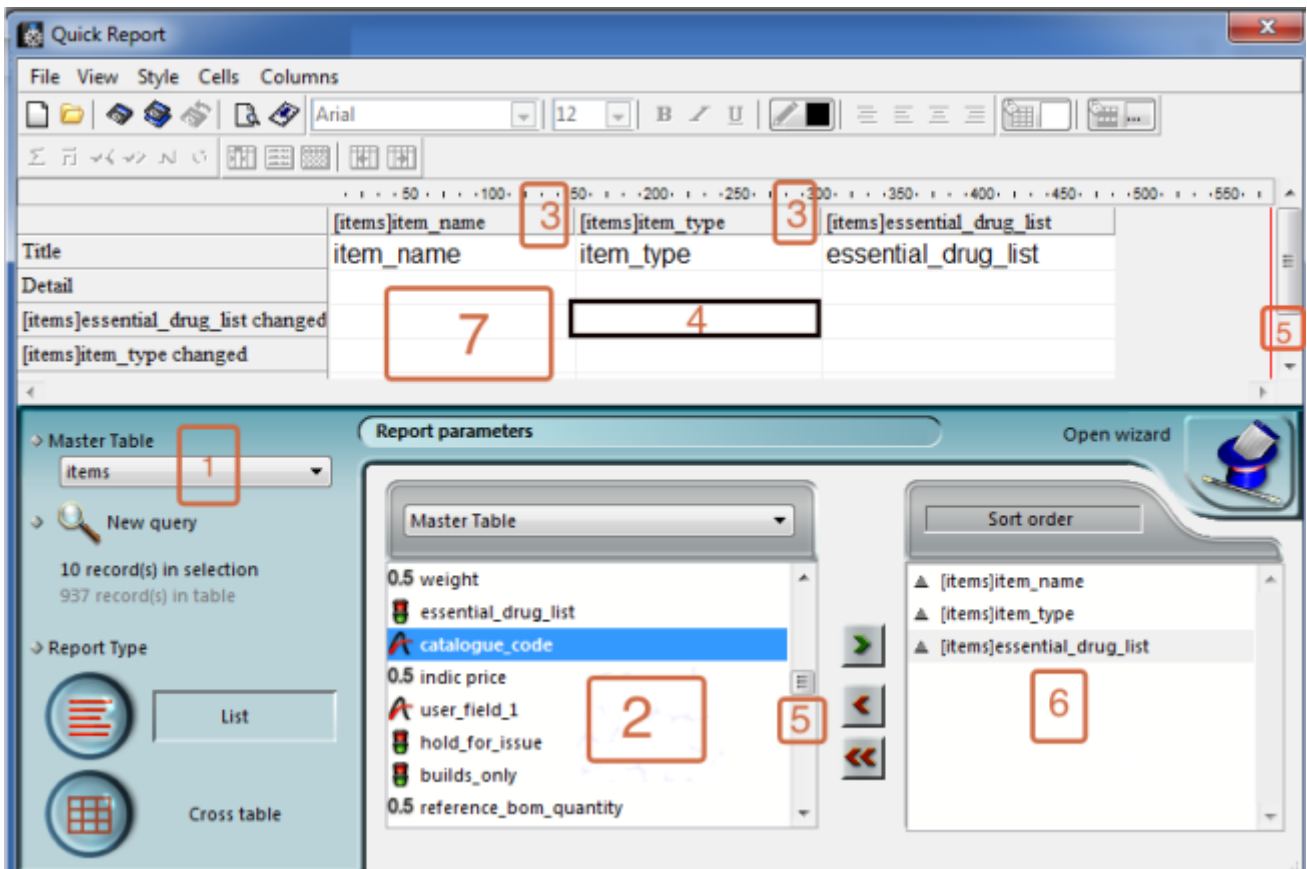 Quick Report
File View Style Cells Columns
Arial 12 B I U ...
Σ N
50 100 50 200 250 300 350 400 450 500 550
[items]item_name 3 [items]item_type 3 [items]essential_drug_list
Title item_name item_type essential_drug_list
Detail
[items]essential_drug_list changed 7 4 5
[items]item_type changed
Master Table
items 1
New query
10 record(s) in selection
937 record(s) in table
Report Type
List
Cross table
Report parameters Open wizard
Master Table
0.5 weight
essential_drug_list
catalogue_code
0.5 indic price
user_field_1
hold_for_issue
builds_only
0.5 reference_bom_quantity
2 5
Sort order
[items]item_name
[items]item_type
[items]essential_drug_list
6